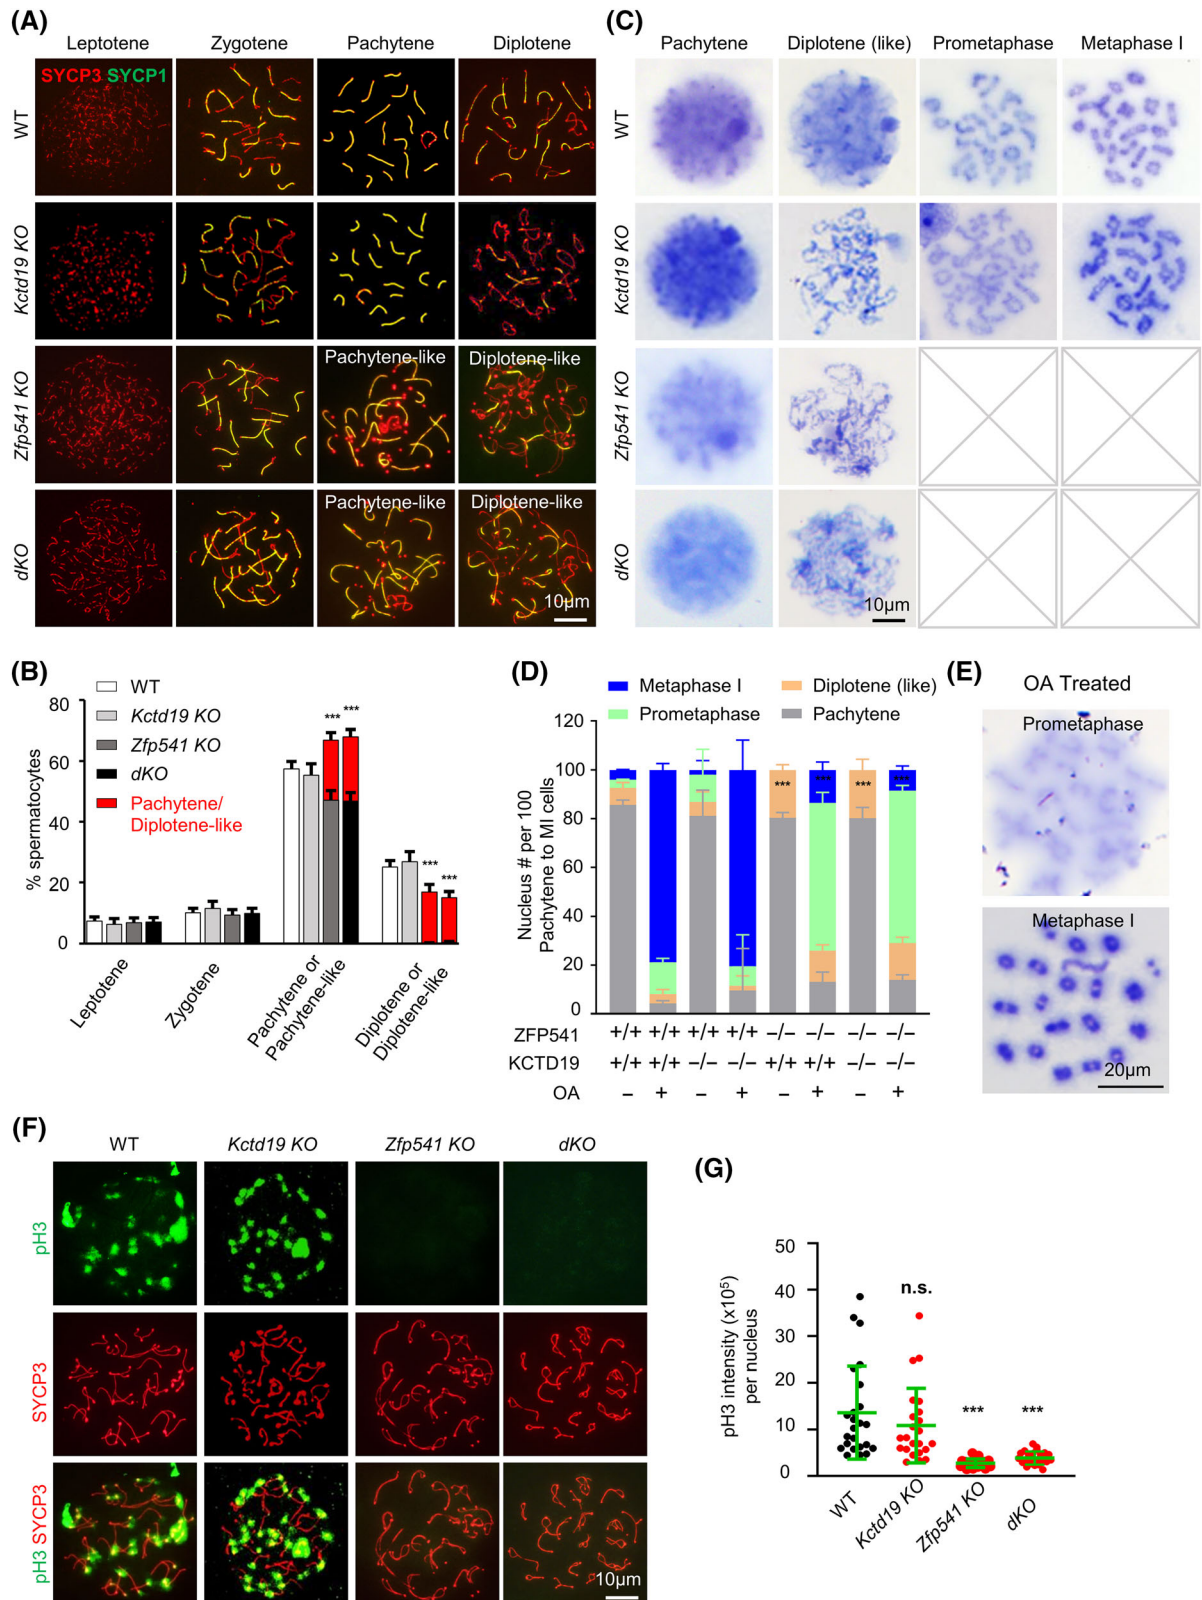 (A)
Leptotene
Zygotene
Pachytene
Diplotene
SYCP3 SYCP1
WT
Kctd19 KO
Zfp541 KO
Pachytene-like
Diplotene-like
dKO
Pachytene-like
Diplotene-like
10µm
(C)
Pachytene
Diplotene (like)
Prometaphase
Metaphase I
WT
Kctd19 KO
Zfp541 KO
dKO
10µm
(B)
% spermatocytes
80
60
40
20
0
WT
Kctd19 KO
Zfp541 KO
dKO
Pachytene/
Diplotene-like
***
***
***
***
Leptotene
Zygotene
Pachytene or
Pachytene-like
Diplotene or
Diplotene-like
(D)
Metaphase I
Prometaphase
Diplotene (like)
Pachytene
Nucleus # per 100
Pachytene to MI cells
120
100
80
60
40
20
0
***
***
***
***
ZFP541 +/+ +/+ +/+ +/+ –/– –/– –/– –/–
KCTD19 +/+ +/+ –/– –/– +/+ +/+ –/– –/–
OA – + – + – + – +
(E)
OA Treated
Prometaphase
Metaphase I
20µm
(F)
WT
Kctd19 KO
Zfp541 KO
dKO
pH3
SYCP3
pH3 SYCP3
10µm
(G)
pH3 intensity (x10⁵)
per nucleus
50
40
30
20
10
0
n.s.
***
***
WT
Kctd19 KO
Zfp541 KO
dKO